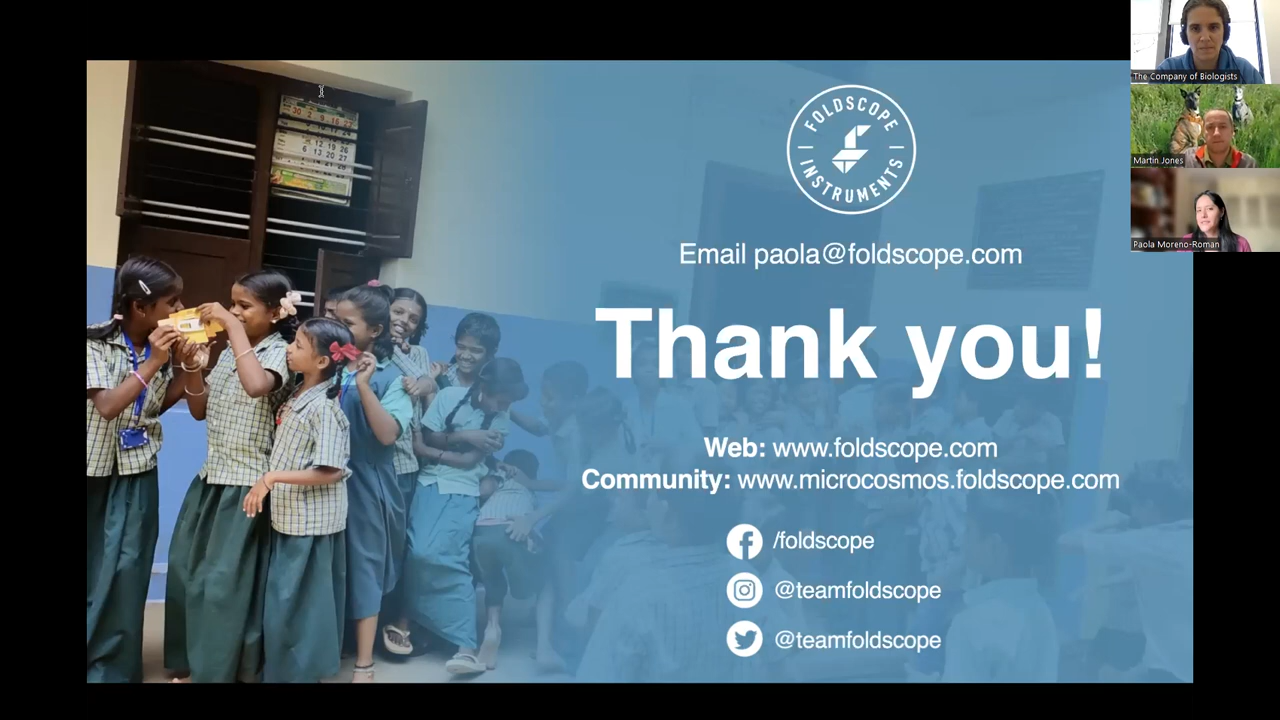 FOLDSCOPE
INSTRUMENTS
Email paola@foldscope.com
Thank you!
Web: www.foldscope.com
Community: www.microcosmos.foldscope.com
/foldscope
@teamfoldscope
@teamfoldscope
The Company of Biologists
Martin Jones
Paola Moreno-Roman